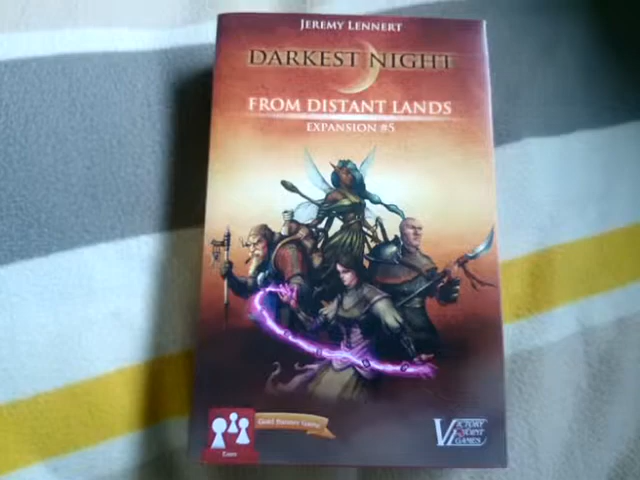 JEREMY LENNERT
DARKEST NIGHT
FROM DISTANT LANDS
EXPANSION #5
VICTORY
POINT
GAMES